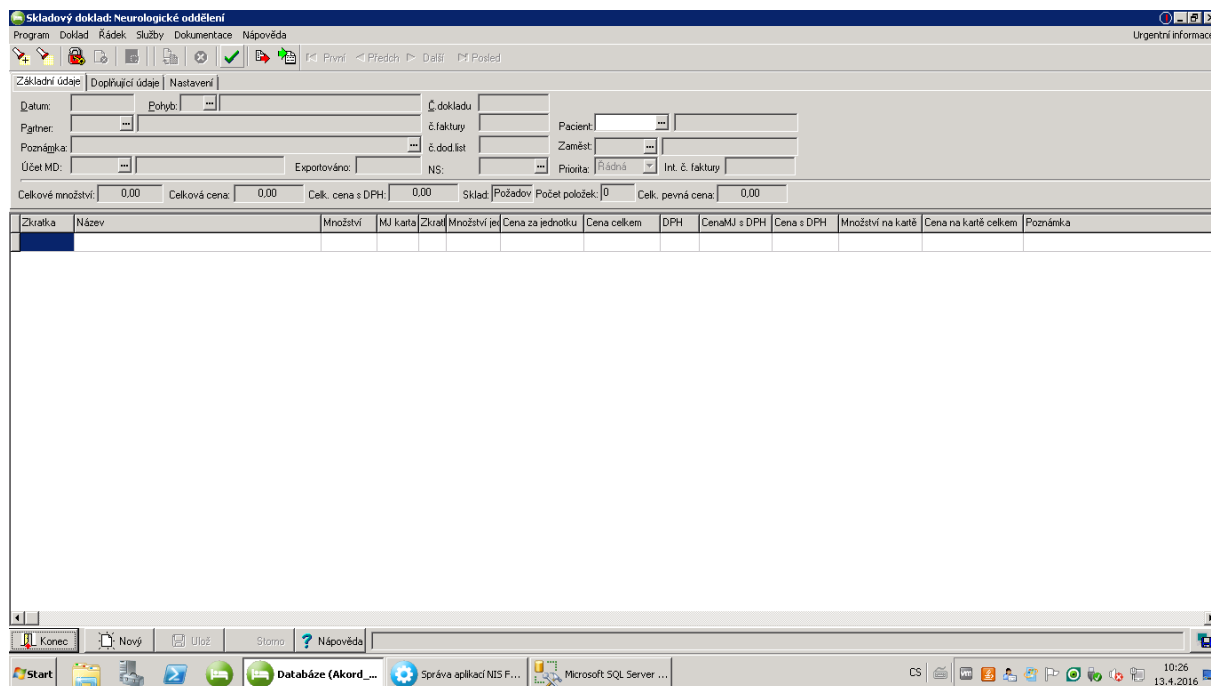 Skladový doklad: Neurologické oddělení
Program Doklad Řádek Služby Dokumentace Nápověda Urgentní informace
První Předch Další Posled
Základní údaje Doplňující údaje Nastavení
Datum: Pohyb: ... Č.dokladu
Partner: ... č.faktury Pacient: ...
Poznámka: ... č.dod.list Zaměst: ...
Účet MD: ... Exportováno: NS: ... Priorita: Řádná Int. č. faktury
Celkové množství: 0,00 Celková cena: 0,00 Celk. cena s DPH: 0,00 Sklad: Požadov Počet položek: 0 Celk. pevná cena: 0,00
Zkratka Název Množství MJ karta Zkratl Množství jed Cena za jednotku Cena celkem DPH CenaMJ s DPH Cena s DPH Množství na kartě Cena na kartě celkem Poznámka
Konec Nový Ulož Storno Nápověda
Start Databáze (Akord_... Správa aplikací NIS F... Microsoft SQL Server ... CS 10:26
13.4.2016